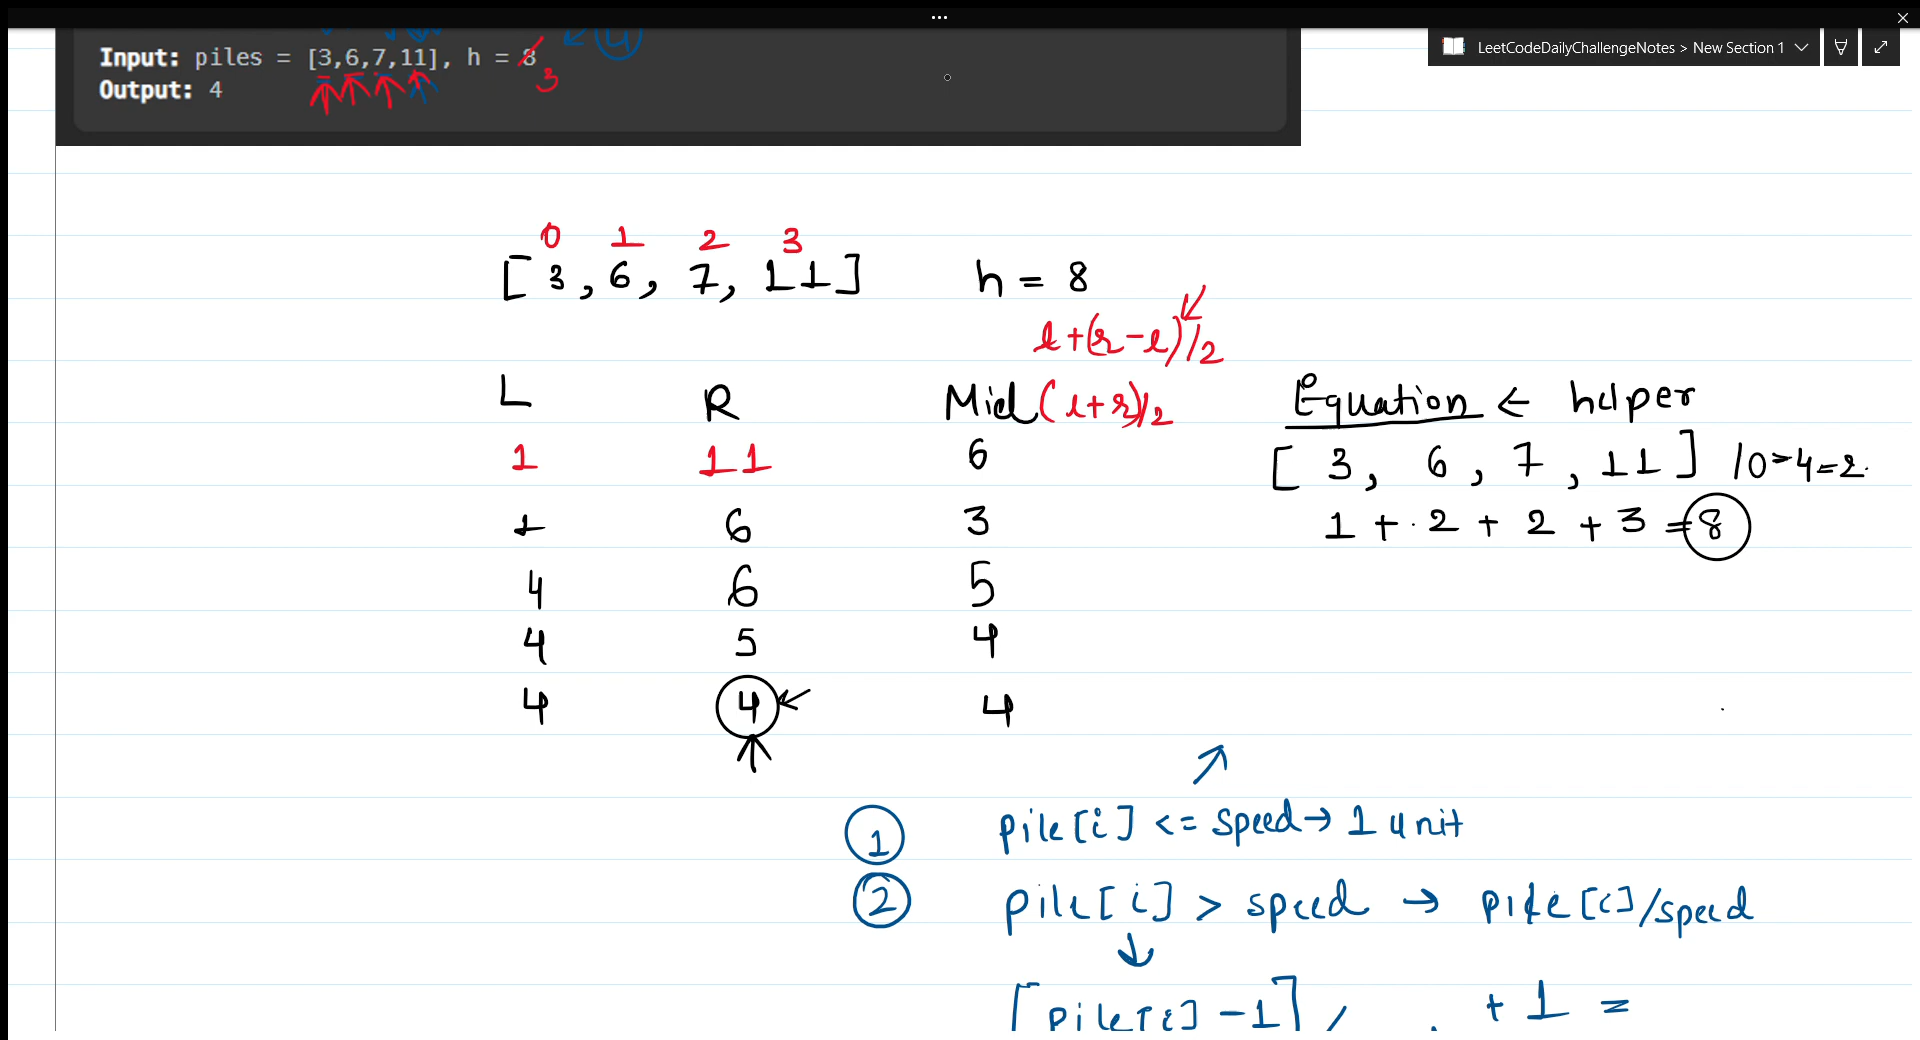 LeetCodeDailyChallengeNotes > New Section 1
Input: piles = [3,6,7,11], h = 8
4
3
Output: 4
0 1 2 3
[3, 6, 7, 11] h = 8
l+(r-l)/2
L R Mid (l+r)/2 Equation ← helper
1 11 6 [3, 6, 7, 11]
1 6 3 1 + 2 + 2 + 3 = 8
4 6 5
4 5 4
4 4 4
1 pile[i] <= speed → 1 unit
2 pile[i] > speed → pile[i]/speed
[pile[i] - 1] / + 1 =